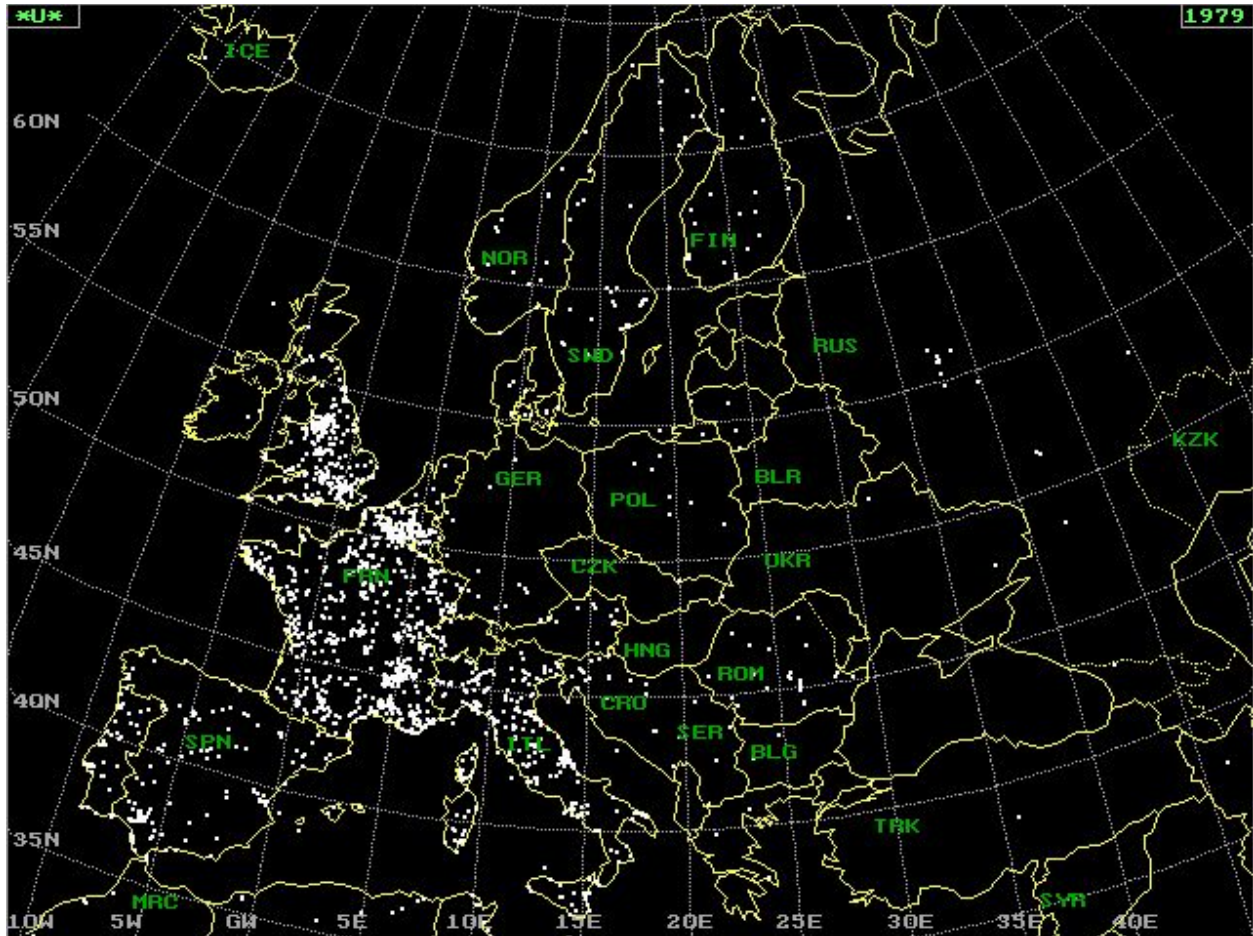 *U* 1979
ICE
60N
55N
FIN
NOR
RUS
SWD
50N
KZK
GER
BLR
POL
45N
UKR
CZK
FRN
HNG
ROM
40N
CRO
SER
SPN
ITL
BLG
35N
TRK
MRC
SYR
10W 5W GW 5E 10E 15E 20E 25E 30E 35E 40E